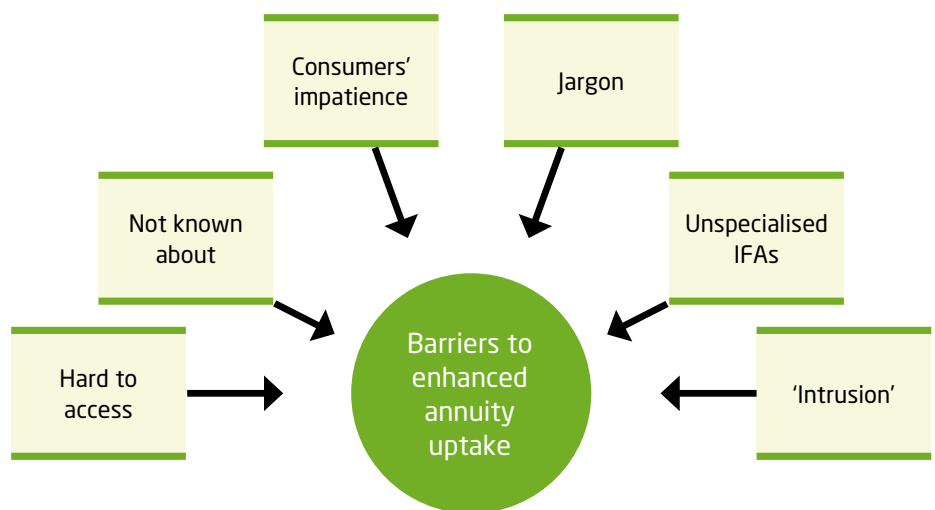 Consumers’
impatience
Jargon
Not known
about
Unspecialised
IFAs
Hard to
access
Barriers to
enhanced
annuity
uptake
‘Intrusion’